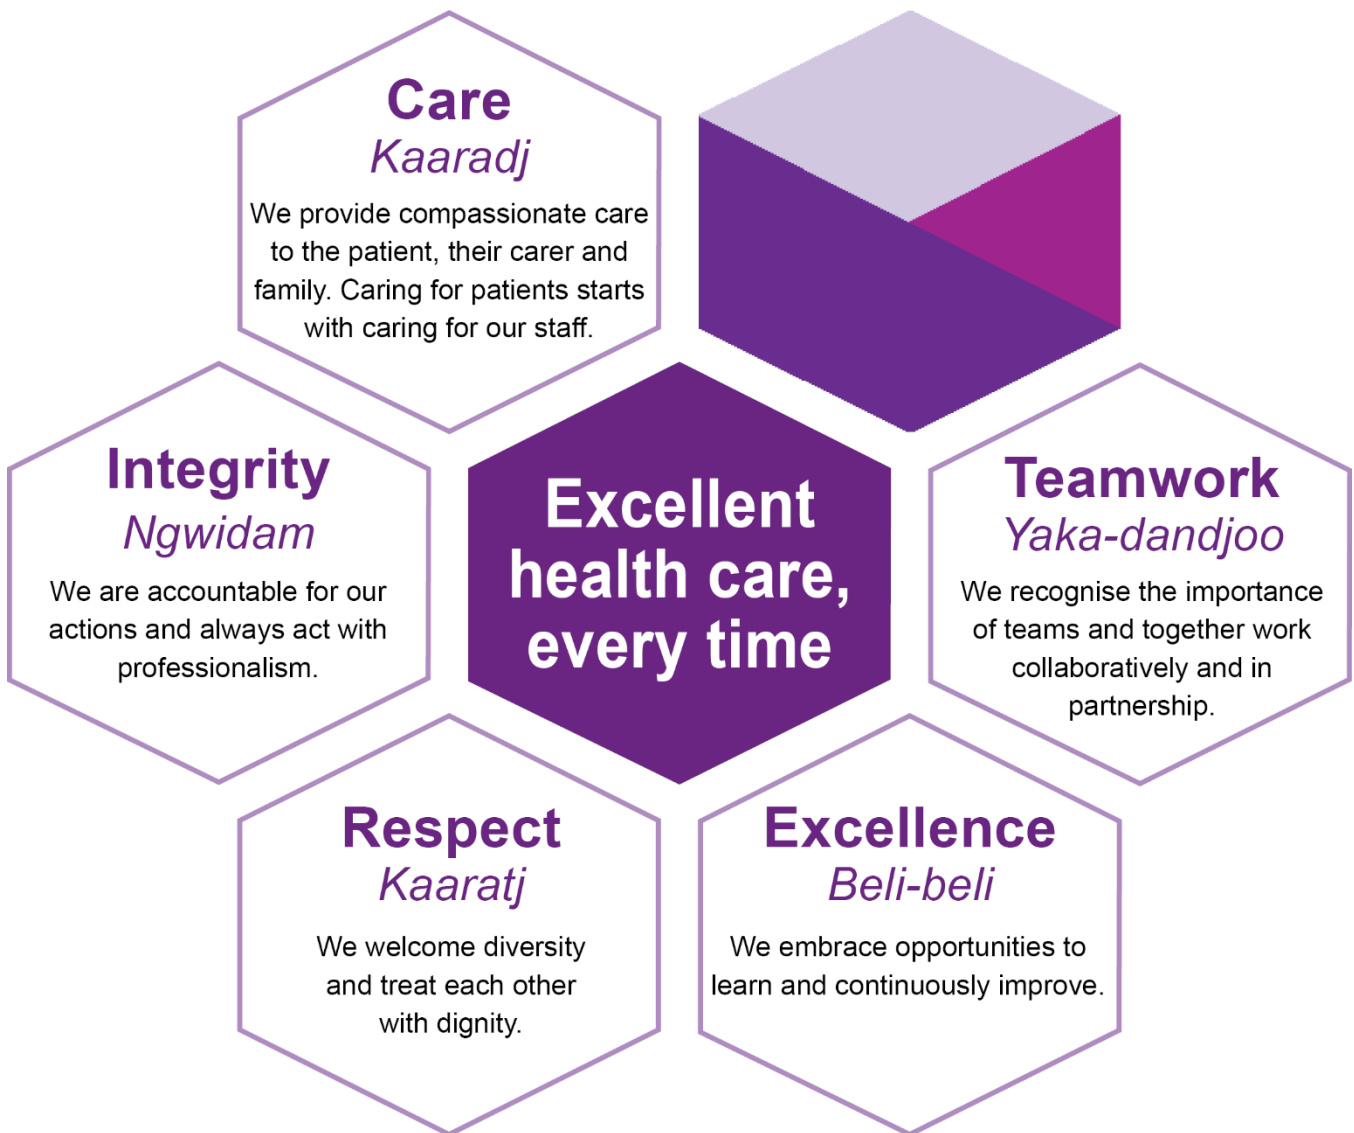 Care
Kaaradj
We provide compassionate care
to the patient, their carer and
family. Caring for patients starts
with caring for our staff.
Integrity
Ngwidam
We are accountable for our
actions and always act with
professionalism.
Excellent
health care,
every time
Teamwork
Yaka-dandjoo
We recognise the importance
of teams and together work
collaboratively and in
partnership.
Respect
Kaaratj
We welcome diversity
and treat each other
with dignity.
Excellence
Beli-beli
We embrace opportunities to
learn and continuously improve.